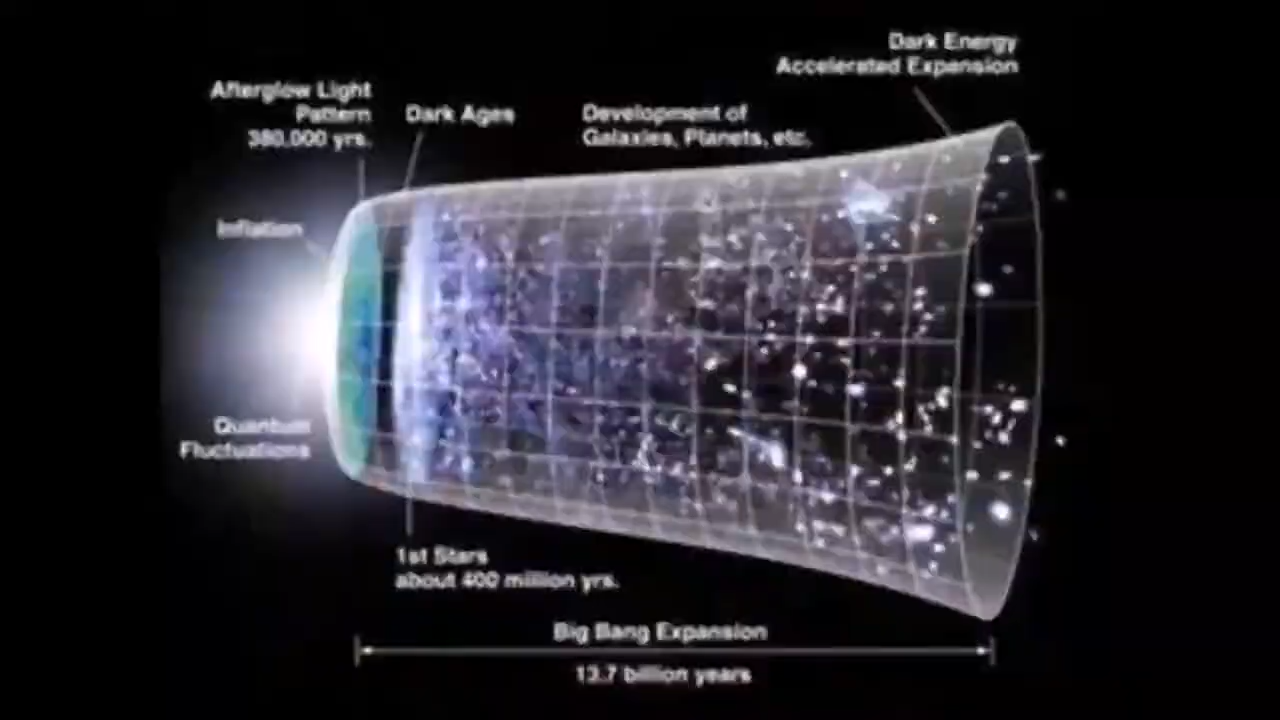 Dark Energy
Accelerated Expansion
Afterglow Light
Pattern
380,000 yrs.
Dark Ages
Development of
Galaxies, Planets, etc.
Inflation
Quantum
Fluctuations
1st Stars
about 400 million yrs.
Big Bang Expansion
13.7 billion years